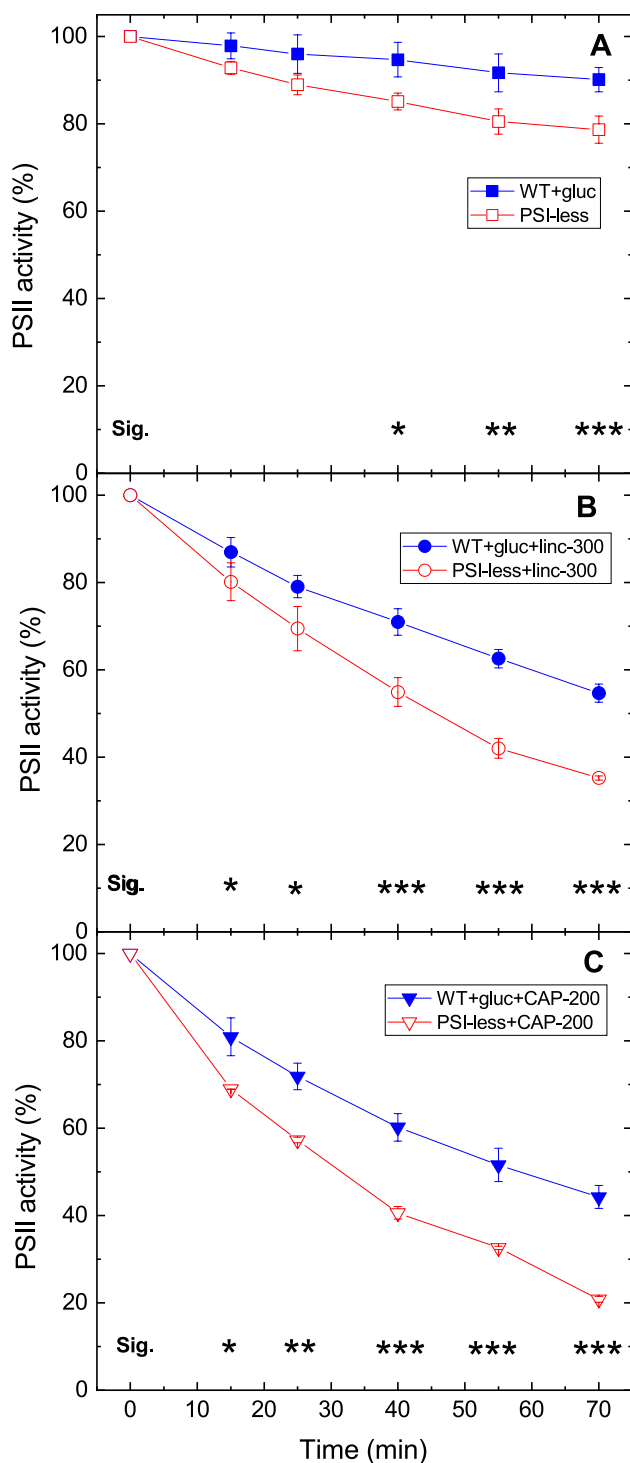 A
100
80
60
40
20
0
PSII activity (%)
WT+gluc
PSI-less
Sig. * ** ***
B
100
80
60
40
20
0
PSII activity (%)
WT+gluc+linc-300
PSI-less+linc-300
Sig. * * *** *** ***
C
100
80
60
40
20
0
PSII activity (%)
WT+gluc+CAP-200
PSI-less+CAP-200
Sig. * ** *** *** ***
0 10 20 30 40 50 60 70
Time (min)